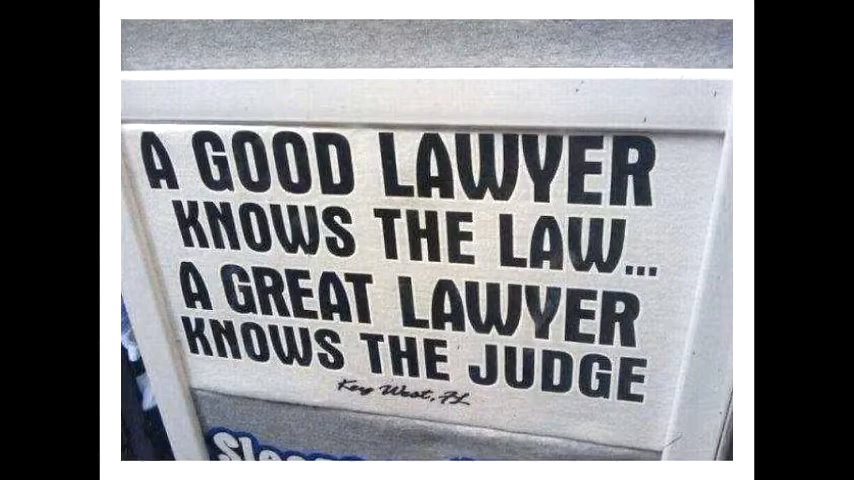 A GOOD LAWYER
KNOWS THE LAW...
A GREAT LAWYER
KNOWS THE JUDGE
Key West, FL